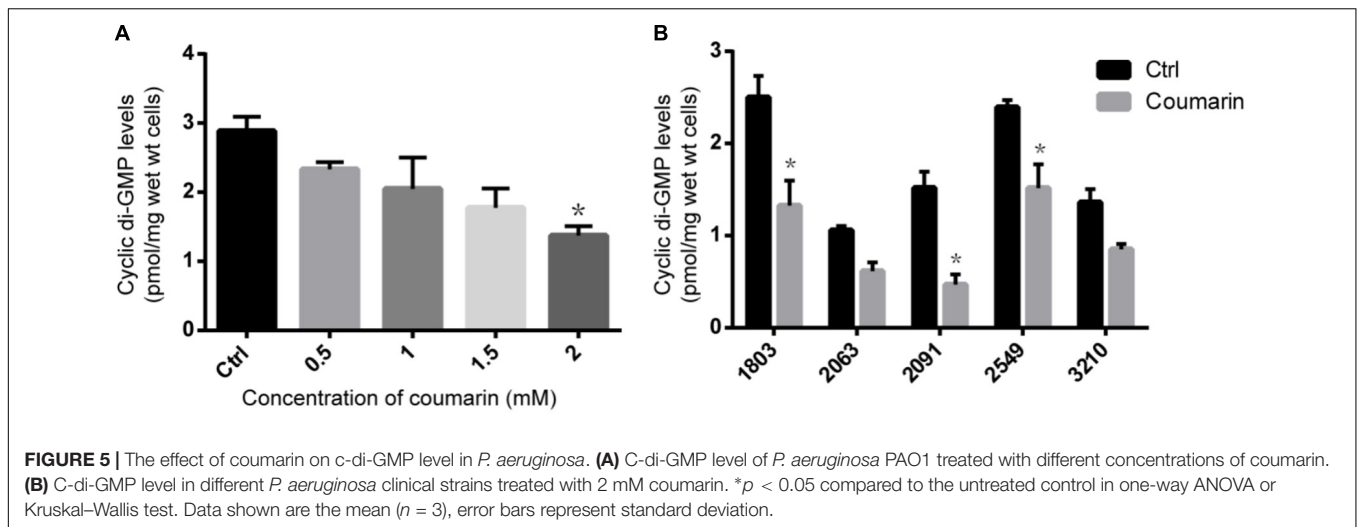 A
Cyclic di-GMP levels
(pmol/mg wet wt cells)
4
3
2
1
0
*
Ctrl
0.5
1
1.5
2
Concentration of coumarin (mM)
B
Cyclic di-GMP levels
(pmol/mg wet wt cells)
3
2
1
0
*
*
*
1803
2063
2091
2549
3210
Ctrl
Coumarin
FIGURE 5 | The effect of coumarin on c-di-GMP level in P. aeruginosa. (A) C-di-GMP level of P. aeruginosa PAO1 treated with different concentrations of coumarin.
(B) C-di-GMP level in different P. aeruginosa clinical strains treated with 2 mM coumarin. *p < 0.05 compared to the untreated control in one-way ANOVA or
Kruskal–Wallis test. Data shown are the mean (n = 3), error bars represent standard deviation.